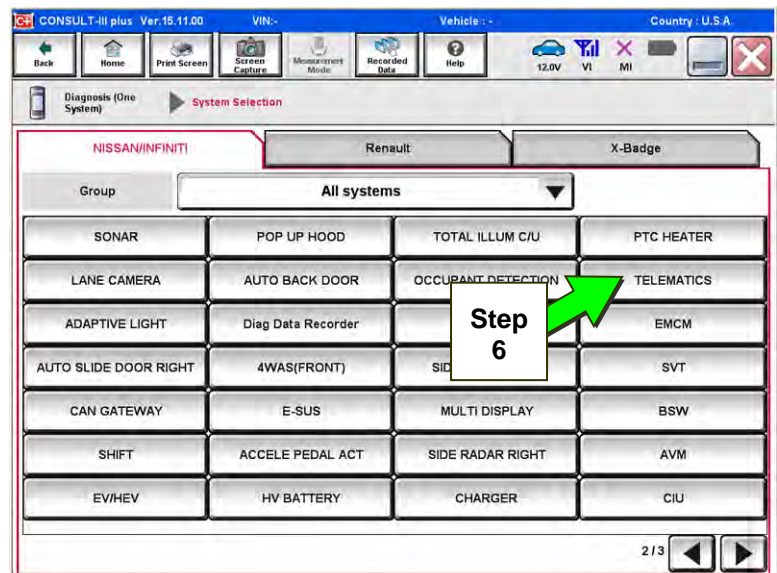 CONSULT-III plus Ver.15.11.00 VIN:- Vehicle : - Country : U.S.A.
Back Home Print Screen Screen Capture Measurement Mode Recorded Data Help 12.0V VI MI
Diagnosis (One System) System Selection
NISSAN/INFINITI Renault X-Badge
Group All systems
SONAR POP UP HOOD TOTAL ILLUM C/U PTC HEATER
LANE CAMERA AUTO BACK DOOR OCCUPANT DETECTION TELEMATICS
ADAPTIVE LIGHT Diag Data Recorder EMCM
Step
6
AUTO SLIDE DOOR RIGHT 4WAS(FRONT) SVT
CAN GATEWAY E-SUS MULTI DISPLAY BSW
SHIFT ACCELE PEDAL ACT SIDE RADAR RIGHT AVM
EV/HEV HV BATTERY CHARGER CIU
2/3